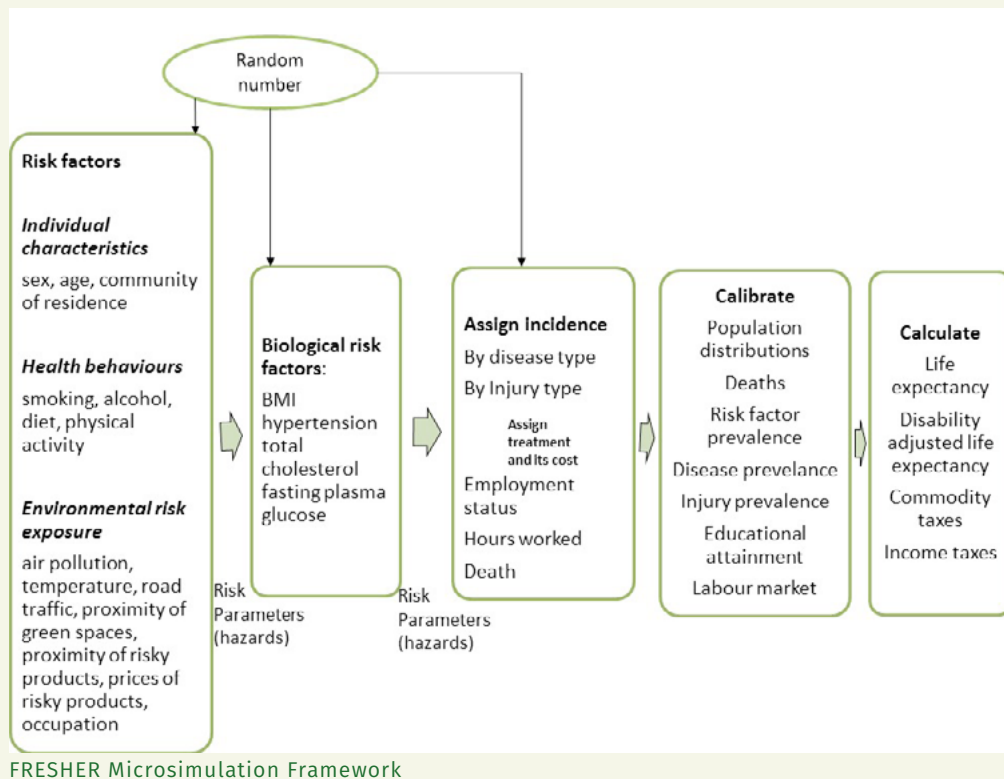 Random
number
Risk factors
Individual
characteristics
sex, age, community
of residence
Health behaviours
smoking, alcohol,
diet, physical
activity
Environmental risk
exposure
air pollution,
temperature, road
traffic, proximity of
green spaces,
proximity of risky
products, prices of
risky products,
occupation
Risk
Parameters
(hazards)
Biological risk
factors:
BMI
hypertension
total
cholesterol
fasting plasma
glucose
Risk
Parameters
(hazards)
Assign incidence
By disease type
By Injury type
Assign
treatment
and its cost
Employment
status
Hours worked
Death
Calibrate
Population
distributions
Deaths
Risk factor
prevalence
Disease prevelance
Injury prevalence
Educational
attainment
Labour market
Calculate
Life
expectancy
Disability
adjusted life
expectancy
Commodity
taxes
Income taxes
FRESHER Microsimulation Framework